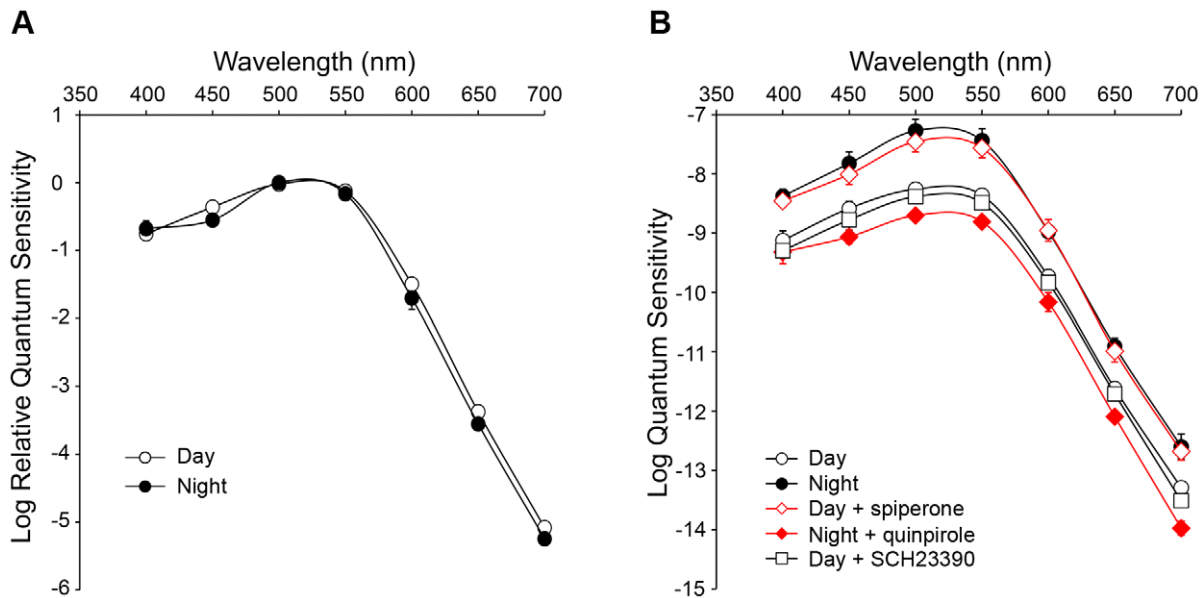 A
Wavelength (nm)
350 400 450 500 550 600 650 700
1
0
-1
-2
-3
-4
-5
-6
Log Relative Quantum Sensitivity
Day
Night
B
Wavelength (nm)
350 400 450 500 550 600 650 700
-7
-8
-9
-10
-11
-12
-13
-14
-15
Log Quantum Sensitivity
Day
Night
Day + spiperone
Night + quinpirole
Day + SCH23390